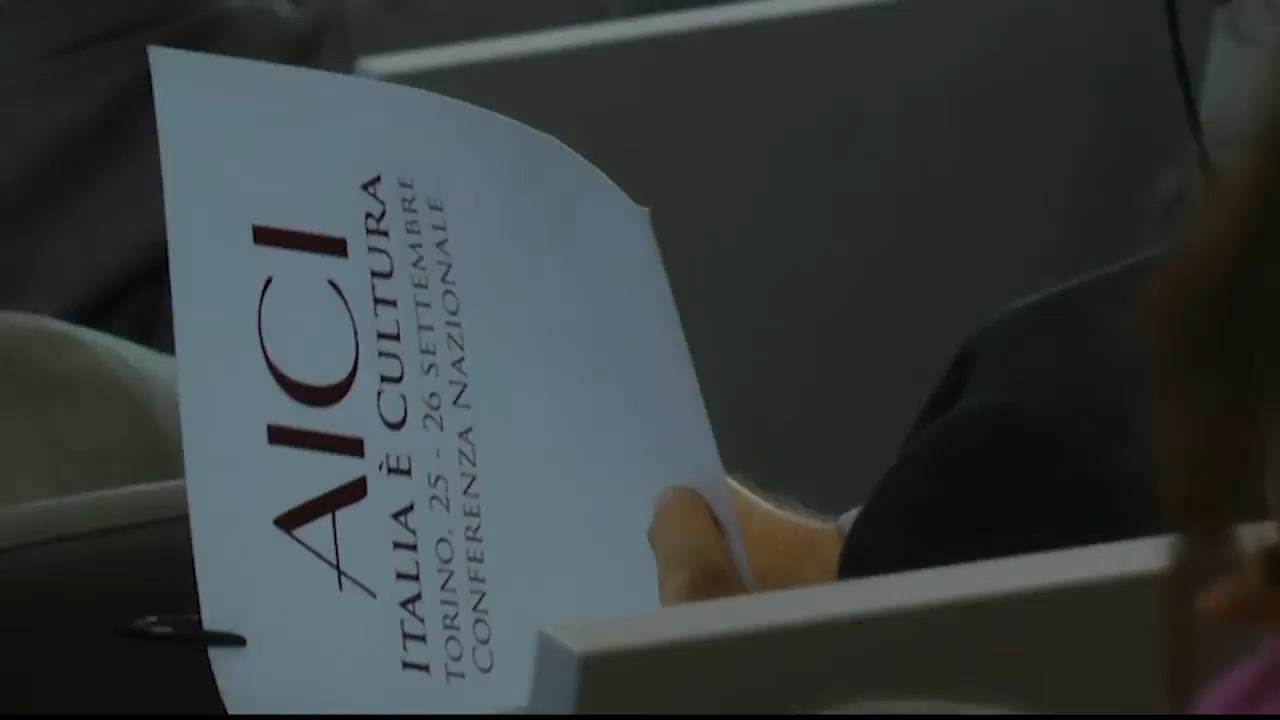 AICI
ITALIA È CULTURA
TORINO, 25 - 26 SETTEMBRE
CONFERENZA NAZIONALE